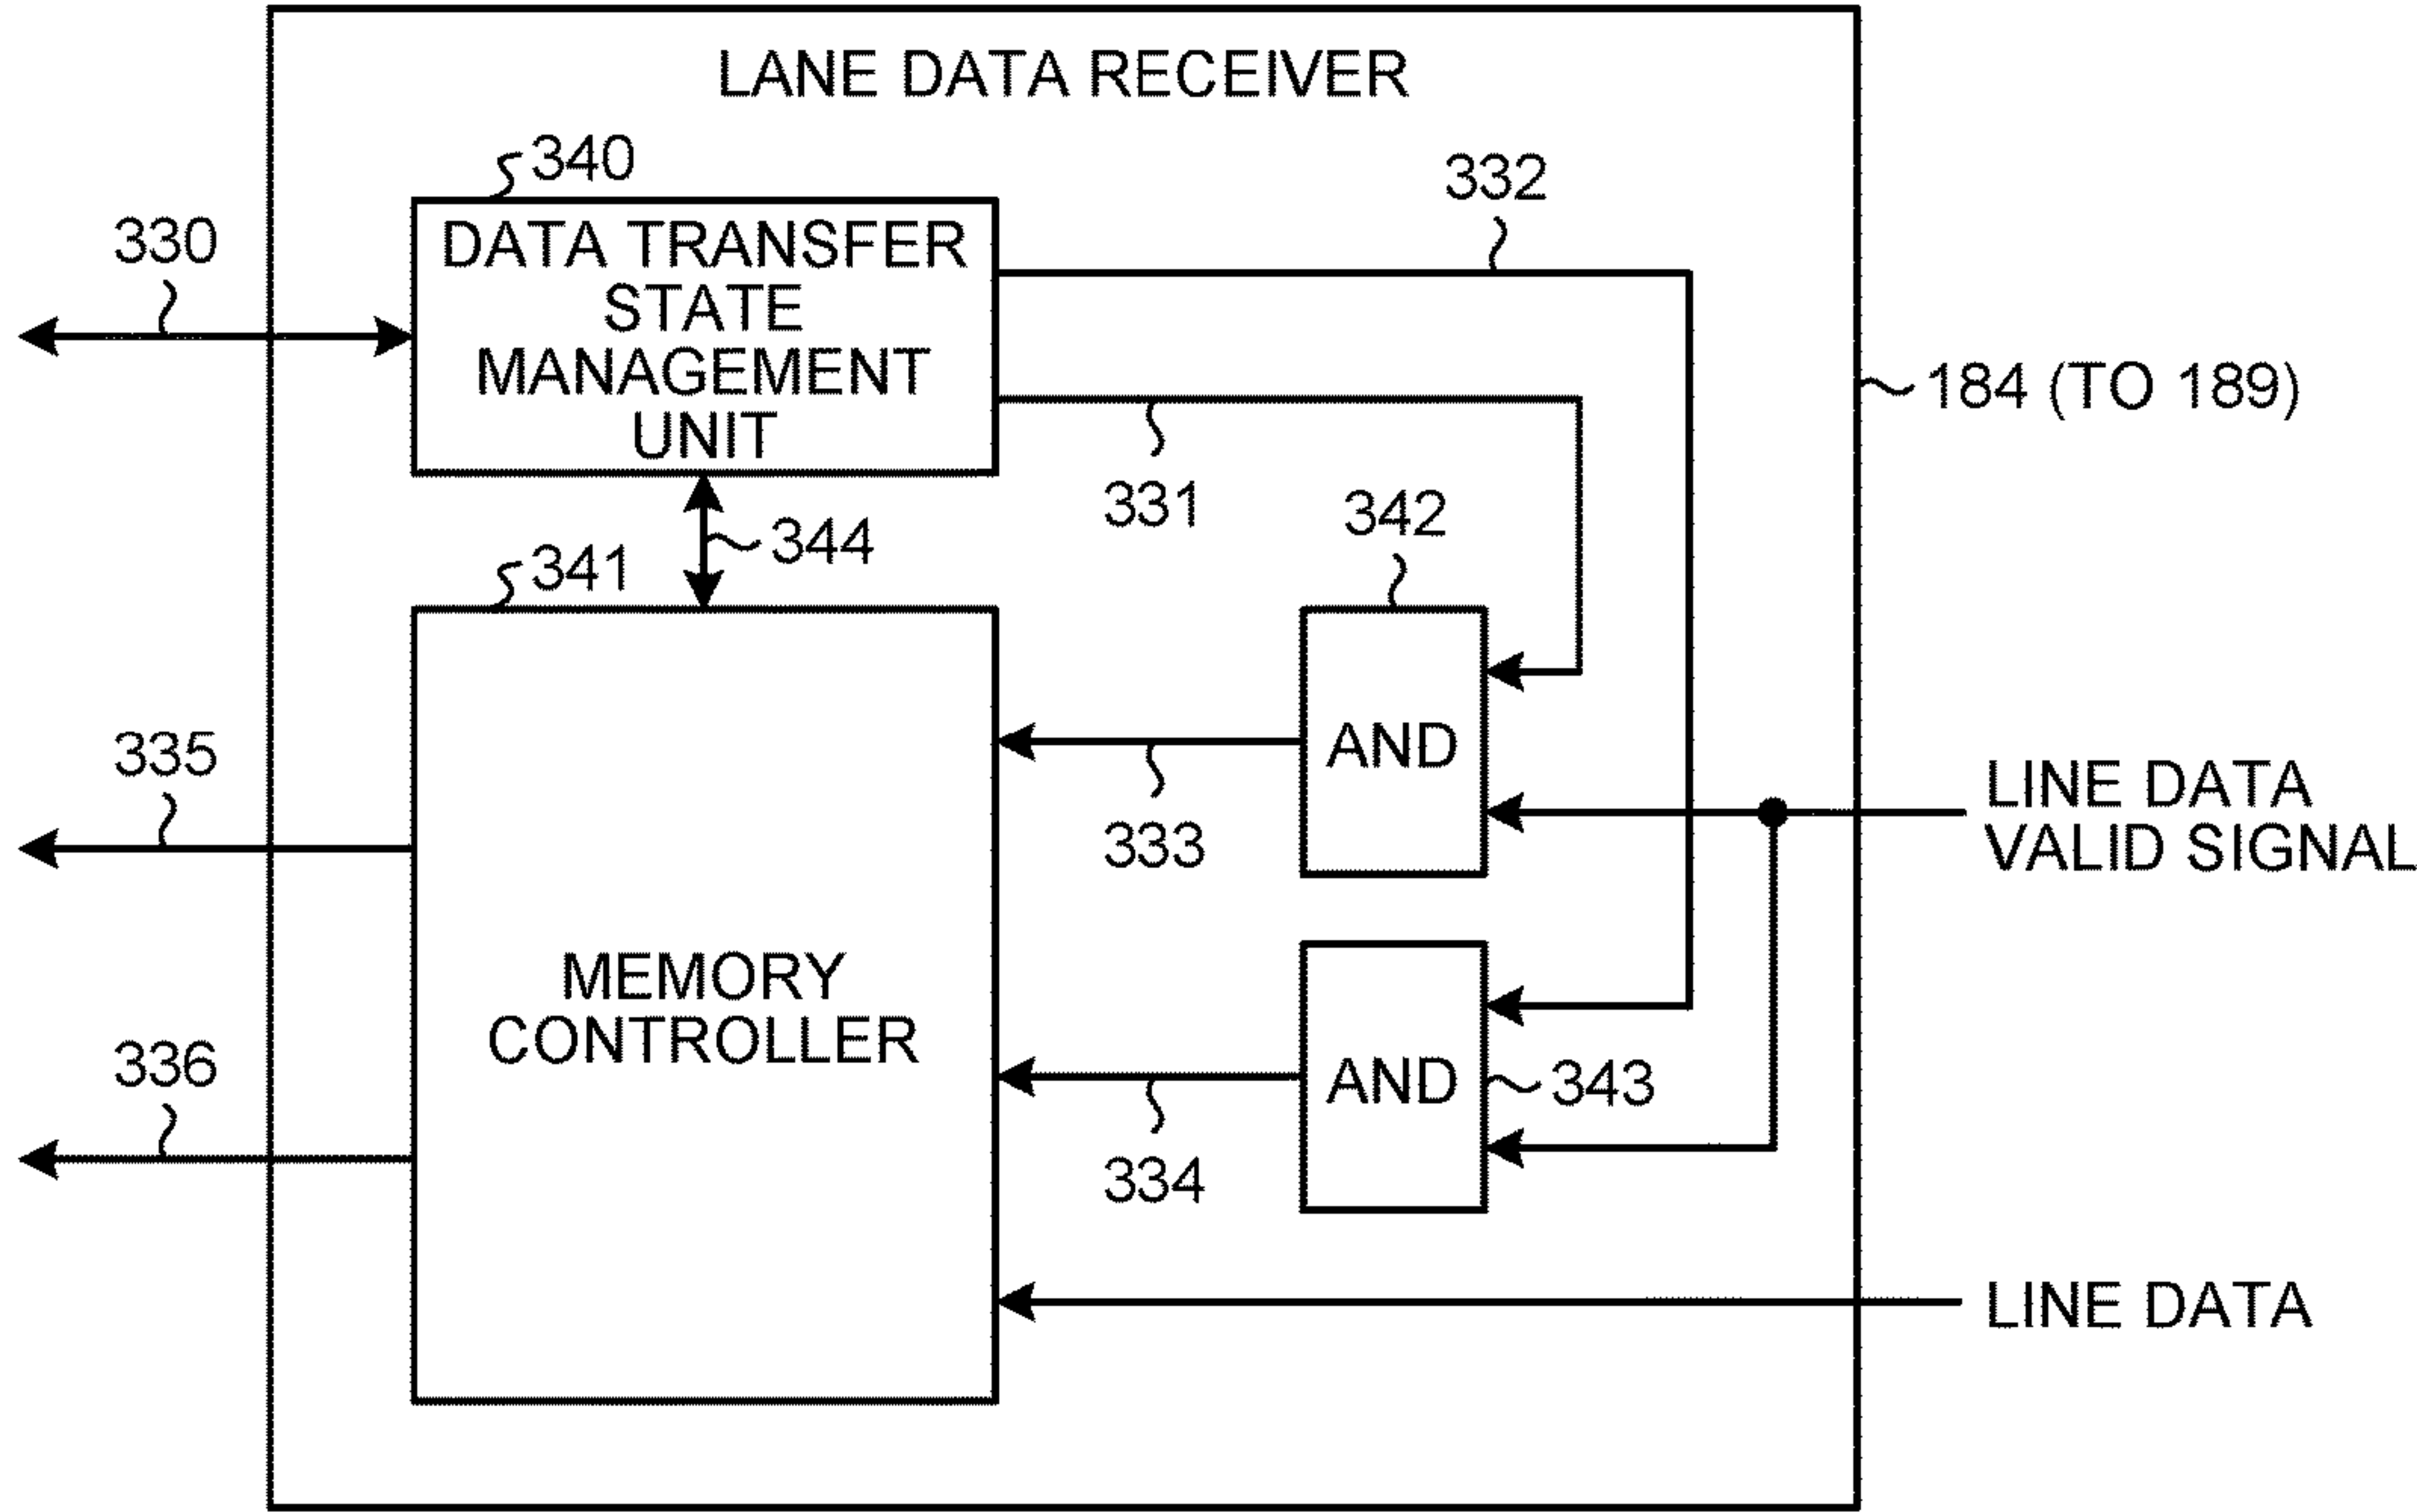 LANE DATA RECEIVER
340
332
330
DATA TRANSFER
STATE
MANAGEMENT
UNIT
184 (TO 189)
331
342
344
341
335
AND
333
LINE DATA
VALID SIGNAL
MEMORY
CONTROLLER
336
AND
343
334
LINE DATA